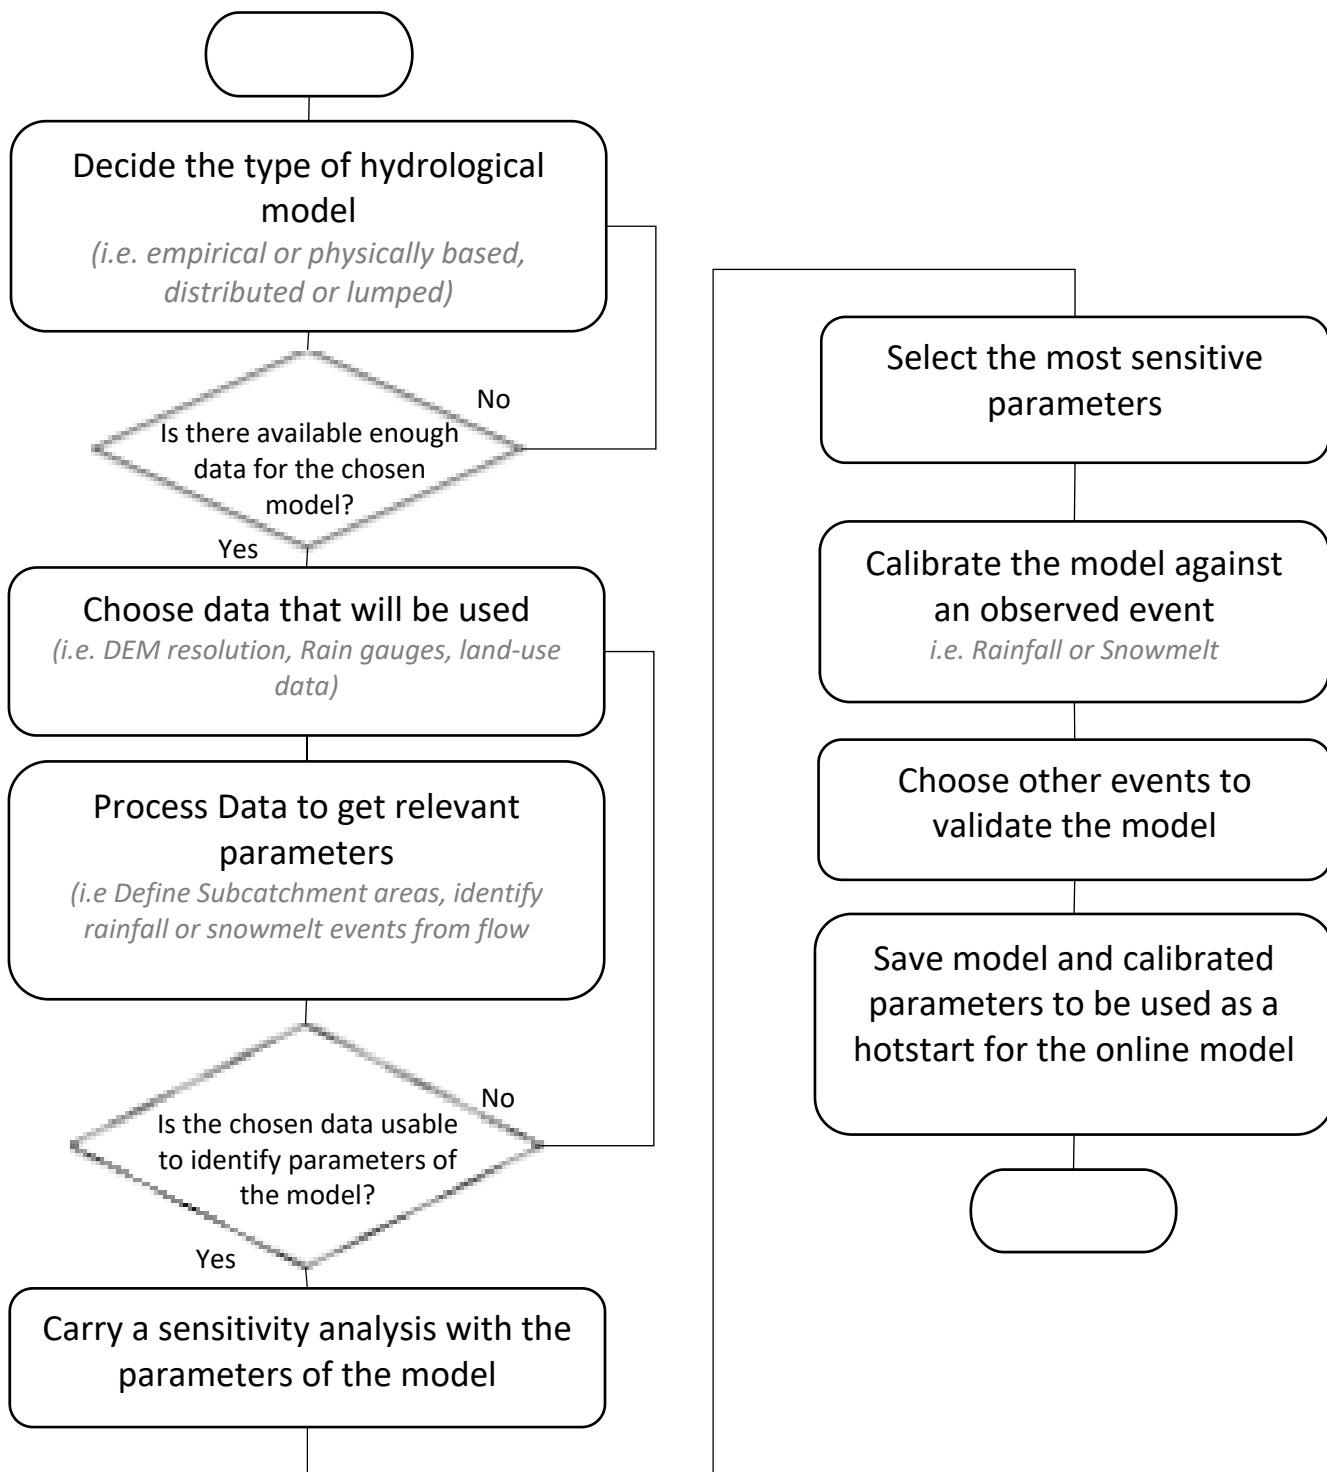 Decide the type of hydrological
model
(i.e. empirical or physically based,
distributed or lumped)
No
Is there available enough
data for the chosen
model?
Yes
Choose data that will be used
(i.e. DEM resolution, Rain gauges, land-use
data)
Process Data to get relevant
parameters
(i.e Define Subcatchment areas, identify
rainfall or snowmelt events from flow
No
Is the chosen data usable
to identify parameters of
the model?
Yes
Carry a sensitivity analysis with the
parameters of the model
Select the most sensitive
parameters
Calibrate the model against
an observed event
i.e. Rainfall or Snowmelt
Choose other events to
validate the model
Save model and calibrated
parameters to be used as a
hotstart for the online model